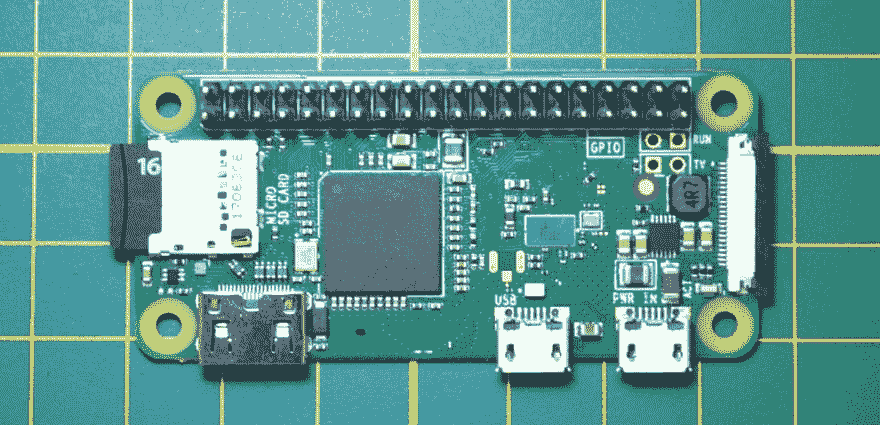 GPIO
RUN
TV
16
MICRO
SD CARD
4R7
USB
PWR IN